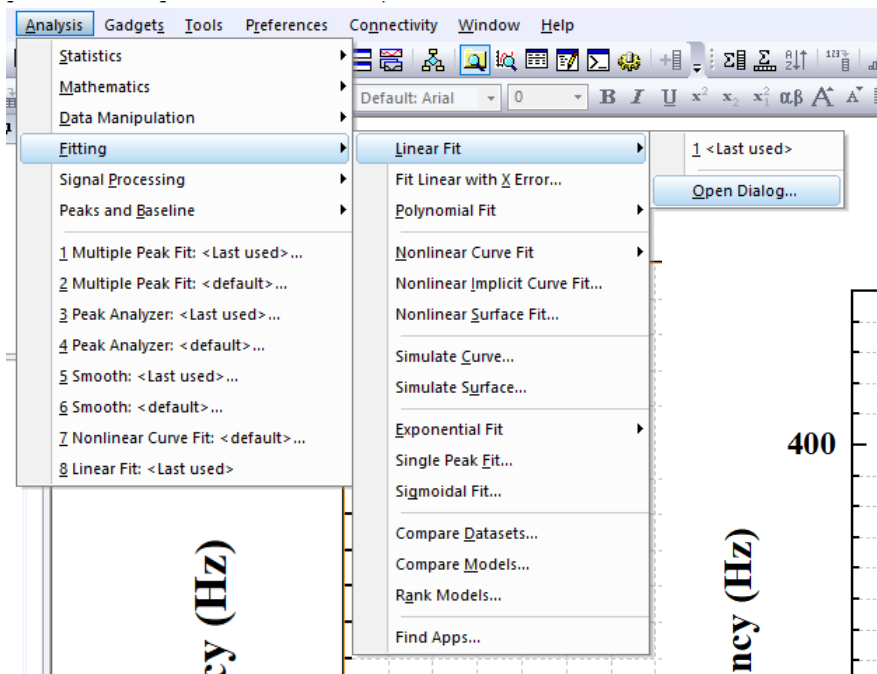 Analysis Gadgets Tools Preferences Connectivity Window Help
Default: Arial 0 B I U x² x₂ x²₁ αβ A A
Statistics
Mathematics
Data Manipulation
Fitting
Signal Processing
Peaks and Baseline
1 Multiple Peak Fit: <Last used>...
2 Multiple Peak Fit: <default>...
3 Peak Analyzer: <Last used>...
4 Peak Analyzer: <default>...
5 Smooth: <Last used>...
6 Smooth: <default>...
7 Nonlinear Curve Fit: <default>...
8 Linear Fit: <Last used>
Linear Fit
Fit Linear with X Error...
Polynomial Fit
Nonlinear Curve Fit
Nonlinear Implicit Curve Fit...
Nonlinear Surface Fit...
Simulate Curve...
Simulate Surface...
Exponential Fit
Single Peak Fit...
Sigmoidal Fit...
Compare Datasets...
Compare Models...
Rank Models...
Find Apps...
1 <Last used>
Open Dialog...
400
cy (Hz)
ncy (Hz)